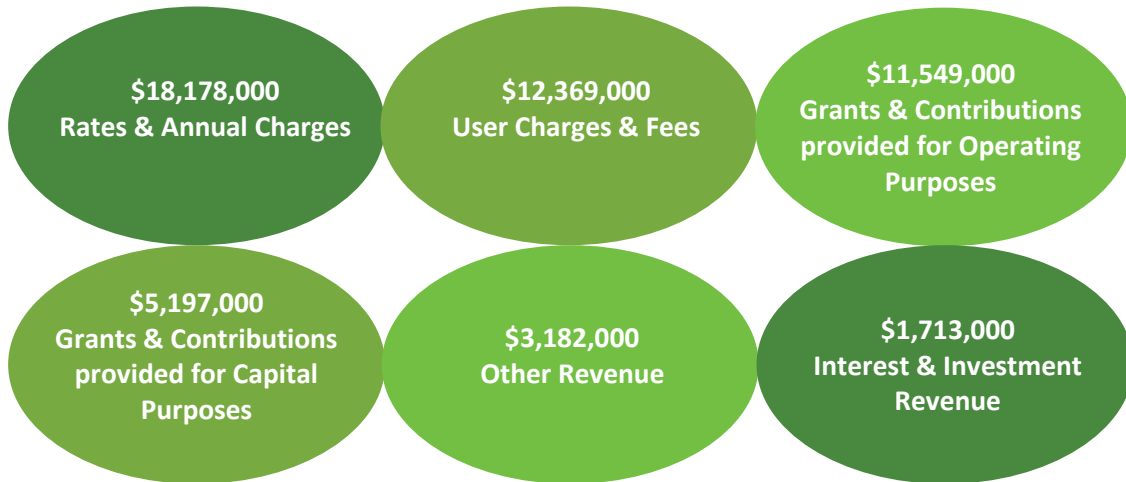 $18,178,000
Rates & Annual Charges
$12,369,000
User Charges & Fees
$11,549,000
Grants & Contributions
provided for Operating
Purposes
$5,197,000
Grants & Contributions
provided for Capital
Purposes
$3,182,000
Other Revenue
$1,713,000
Interest & Investment
Revenue